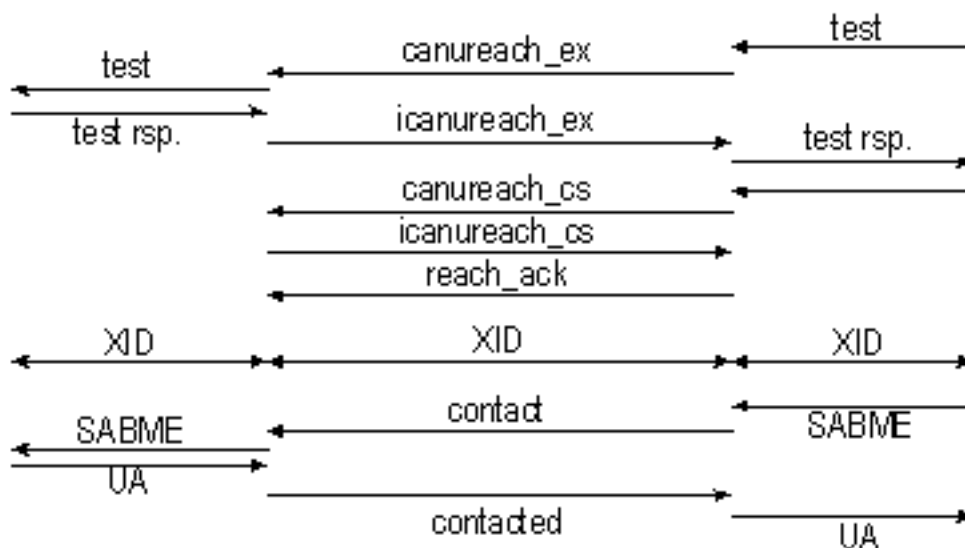 test
canureach_ex
test
test rsp.
icanureach_ex
test rsp.
canureach_cs
icanureach_cs
reach_ack
XID XID XID
contact
SABME
SABME
UA
contacted
UA